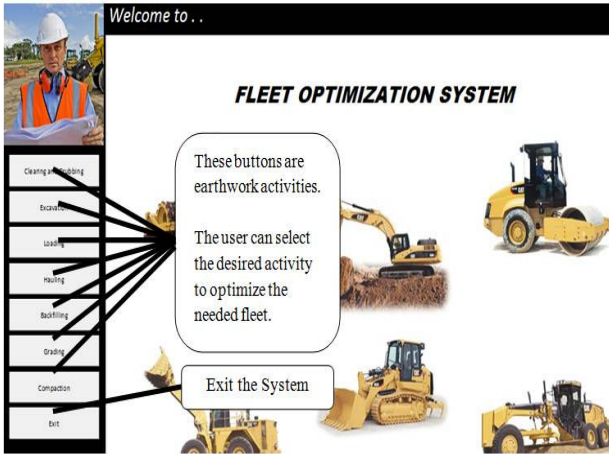 Welcome to . .
FLEET OPTIMIZATION SYSTEM
Clearing and Grubbing
Excavation
Loading
Hauling
Backfilling
Grading
Compaction
Exit
These buttons are
earthwork activities.
The user can select
the desired activity
to optimize the
needed fleet.
Exit the System